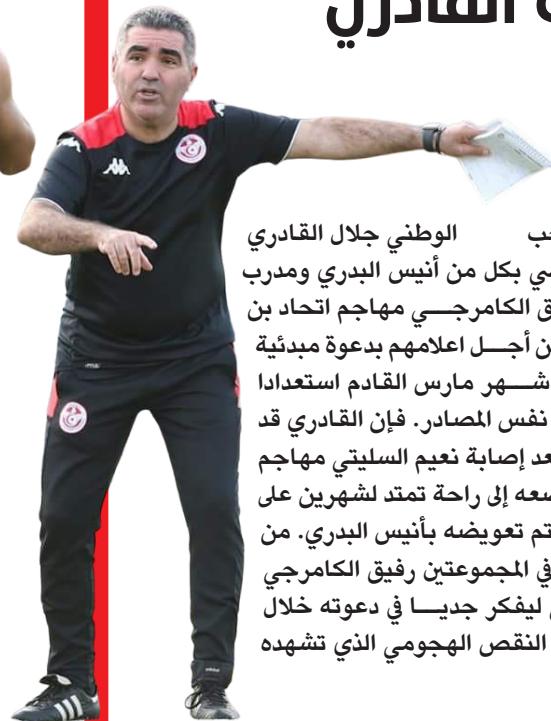 القادري
الوطني جلال القادري
بكل من أنيس البدري ومدرب
الكامرجـــي مهاجم اتحاد بن
أجـــل اعلامهم بدعوة مبدئية
شـــهر مارس القادم استعدادا
نفس المصادر. فإن القادري قد
إصابة نعيم السليتي مهاجم
إلى راحة تمتد لشهرين على
تم تعويضه بأنيس البدري. من
في المجموعتين رفيق الكامرجي
ليفكر جديـــا في دعوته خلال
النقص الهجومي الذي تشهده